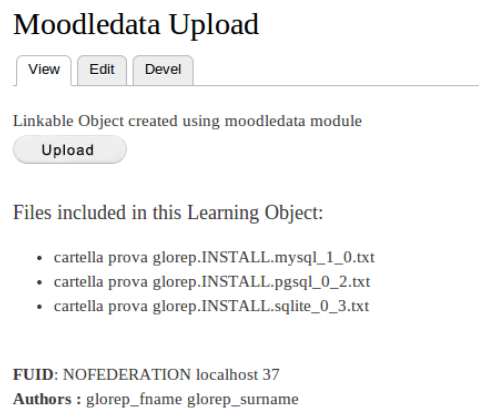 Moodledata Upload
View Edit Devel
Linkable Object created using moodledata module
Upload
Files included in this Learning Object:
• cartella prova glorep.INSTALL.mysql_1_0.txt
• cartella prova glorep.INSTALL.pgsql_0_2.txt
• cartella prova glorep.INSTALL.sqlite_0_3.txt
FUID: NOFEDERATION localhost 37
Authors : glorep_fname glorep_surname